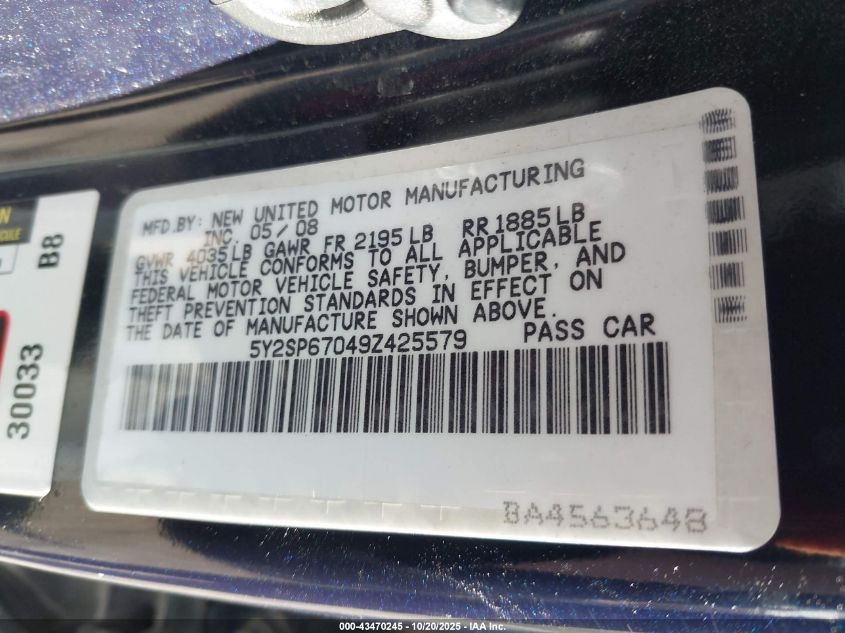 MFD.BY: NEW UNITED MOTOR MANUFACTURING
INC. 05/08
GVWR 4035LB GAWR FR 2195LB RR 1885LB
THIS VEHICLE CONFORMS TO ALL APPLICABLE
FEDERAL MOTOR VEHICLE SAFETY, BUMPER, AND
THEFT PREVENTION STANDARDS IN EFFECT ON
THE DATE OF MANUFACTURE SHOWN ABOVE.
5Y2SP67049Z425579 PASS CAR
BA4563648
B8
30033
000-43470245 - 10/20/2025 - IAA Inc.